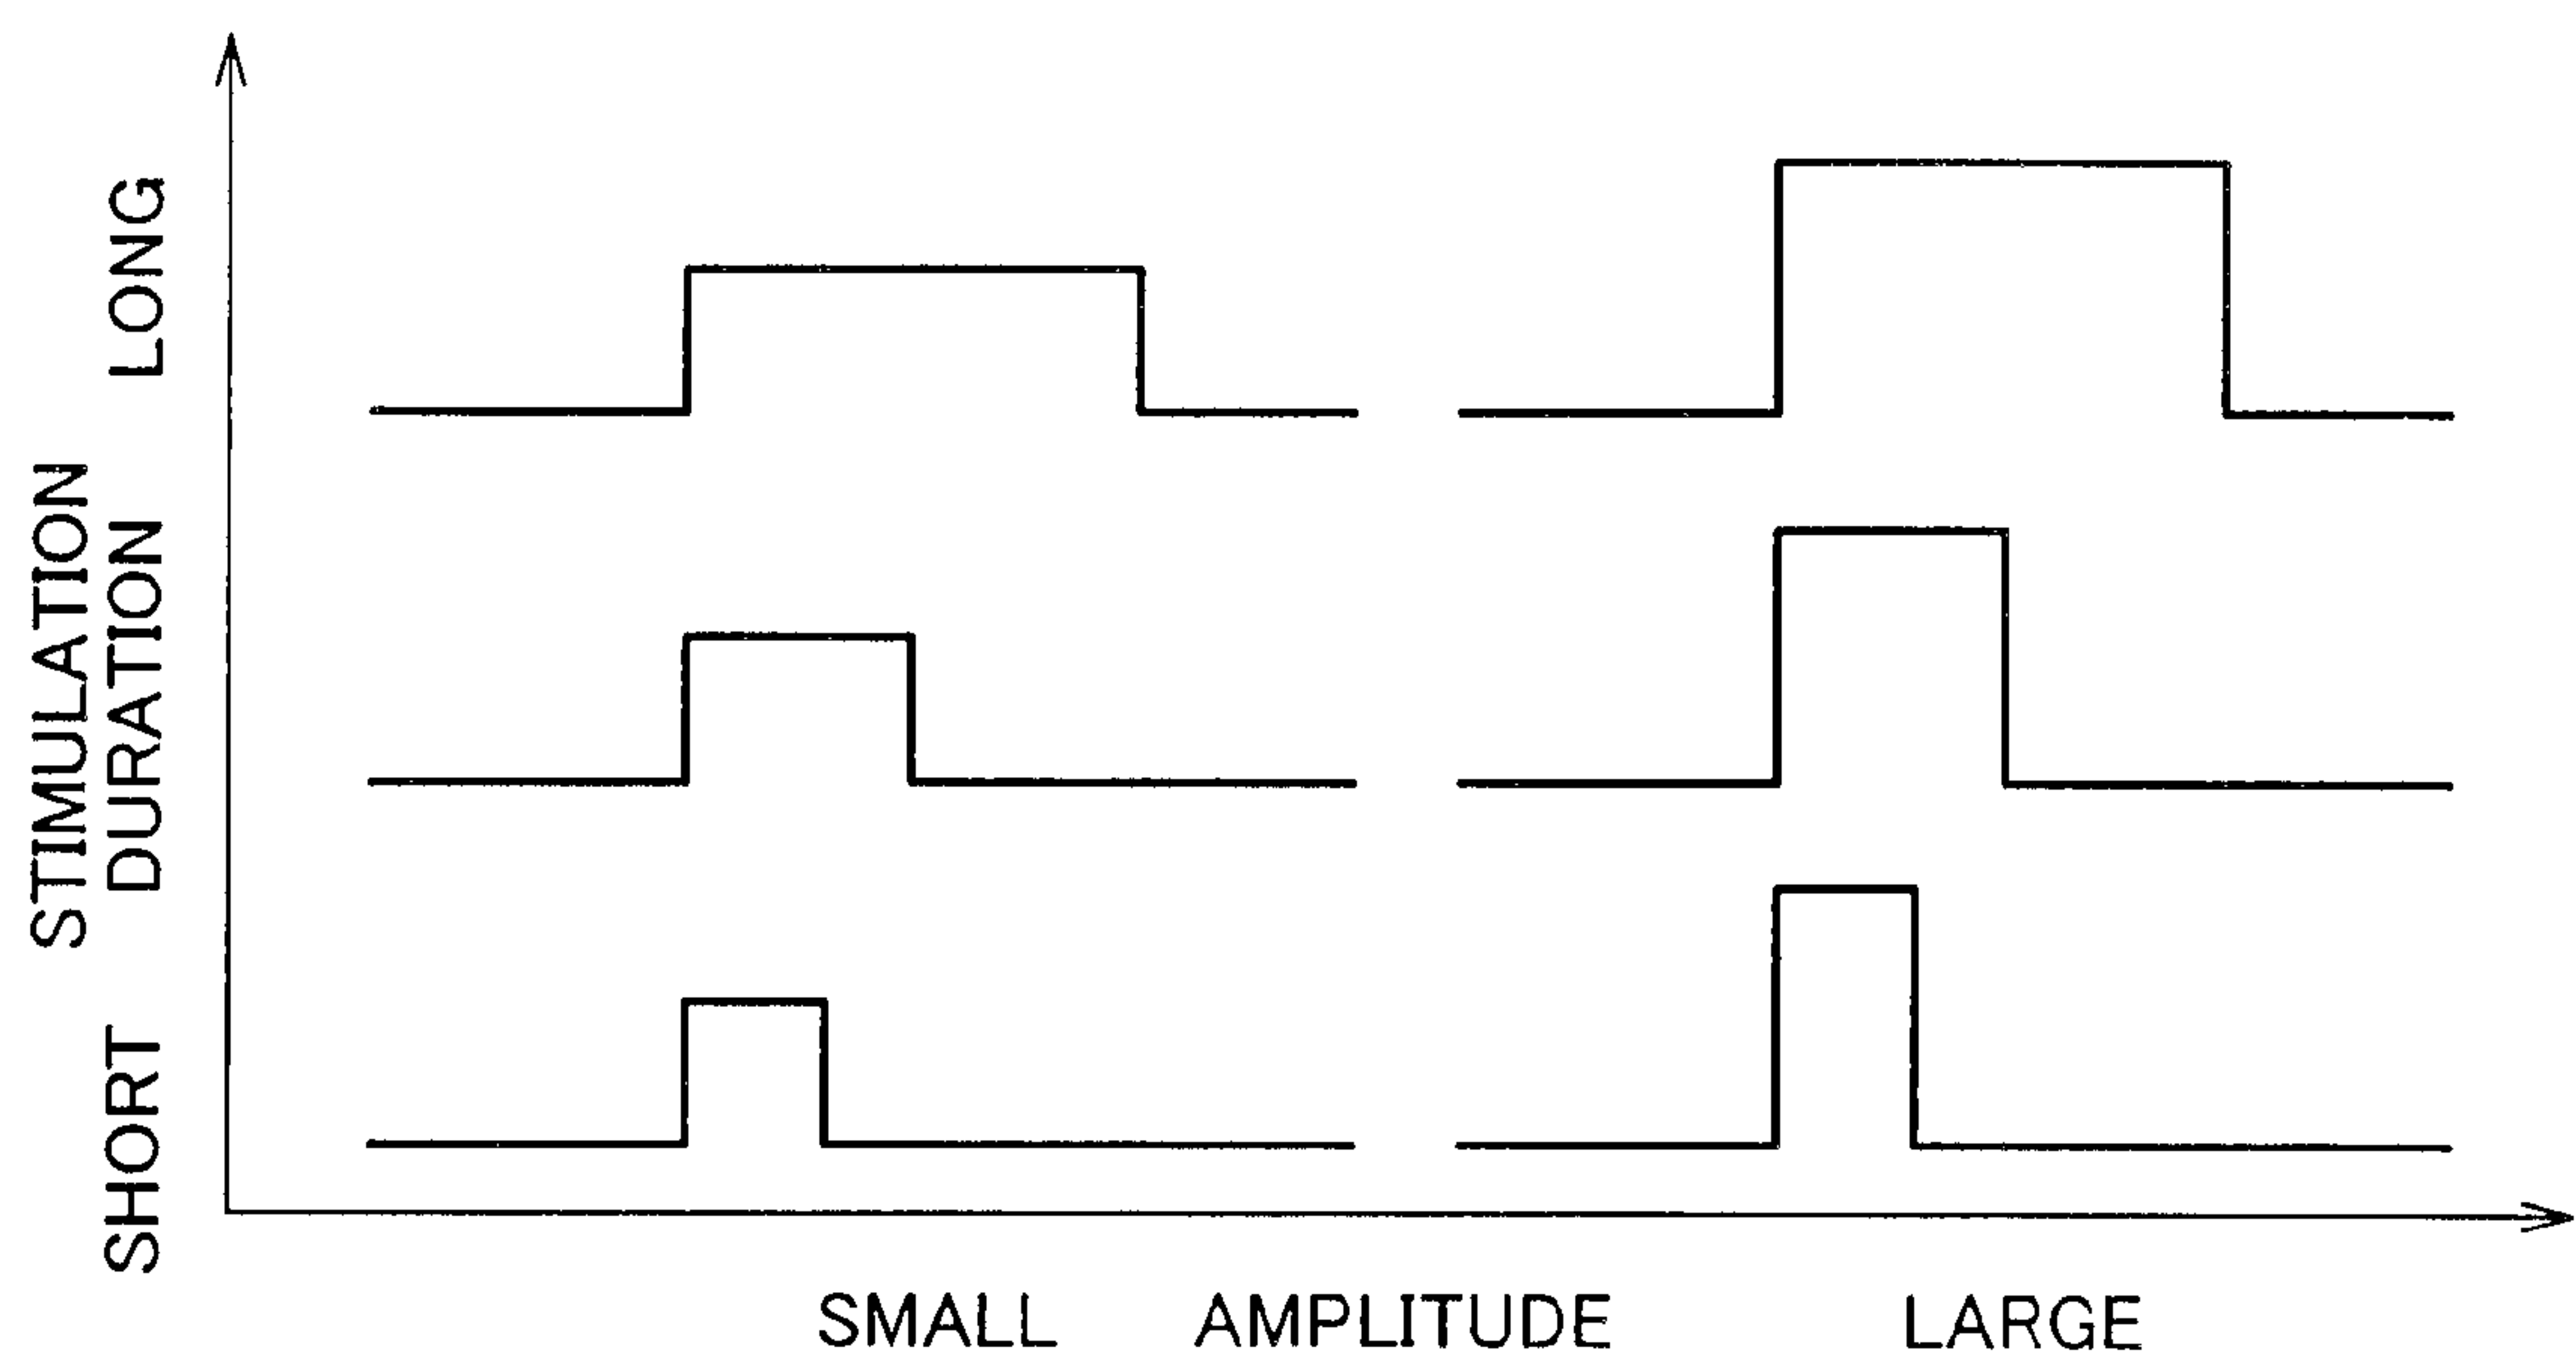 LONG
STIMULATION
DURATION
SHORT
SMALL AMPLITUDE LARGE